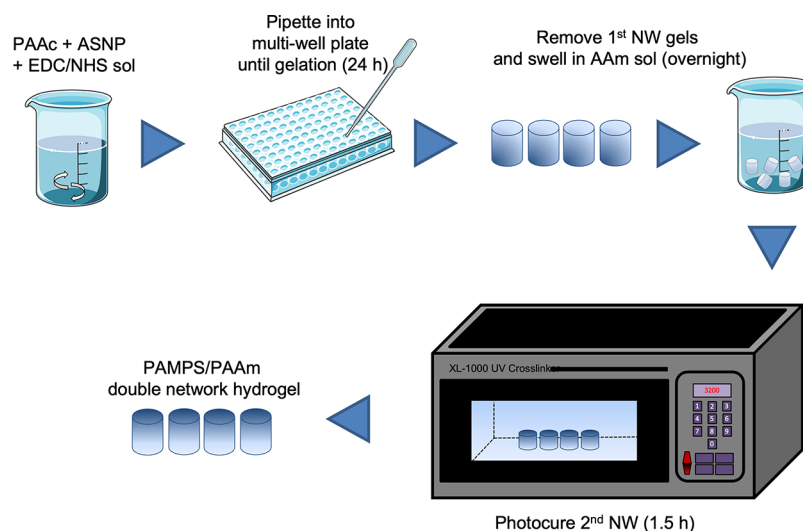 PAAc + ASNP
+ EDC/NHS sol
Pipette into
multi-well plate
until gelation (24 h)
Remove 1st NW gels
and swell in AAm sol (overnight)
XL-1000 UV Crosslinker
3200
1 2 3
4 5 6
7 8 9
0
Photocure 2nd NW (1.5 h)
PAMPS/PAAm
double network hydrogel